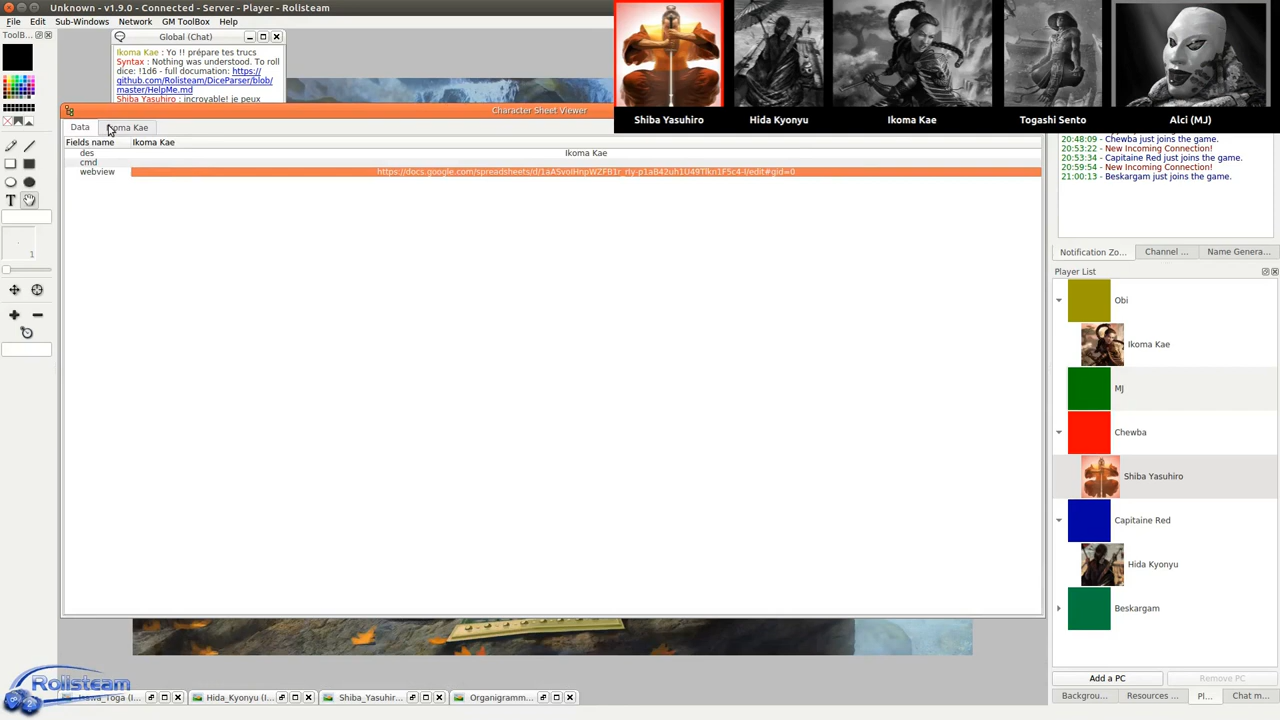 Unknown - v1.9.0 - Connected - Server - Player - Rolisteam
File Edit Sub-Windows Network GM ToolBox Help
ToolB...
Global (Chat)
Ikoma Kae : Yo !! prépare tes trucs
Syntax : Nothing was understood. To roll
dice: !1d6 - full documation: https://
github.com/Rolisteam/DiceParser/blob/
master/HelpMe.md
Shiba Yasuhiro : incroyable! je peux
Shiba Yasuhiro
Hida Kyonyu
Ikoma Kae
Togashi Sento
Alci (MJ)
Character Sheet Viewer
Data
Ikoma Kae
Fields name Ikoma Kae
des Ikoma Kae
cmd
webview
20:48:09 - Chewba just joins the game.
20:53:22 - New Incoming Connection!
20:53:34 - Capitaine Red just joins the game.
20:59:54 - New Incoming Connection!
21:00:13 - Beskargam just joins the game.
T
1
Notification Zo... Channel ... Name Genera...
Player List
Obi
Ikoma Kae
MJ
Chewba
Shiba Yasuhiro
Capitaine Red
Hida Kyonyu
Beskargam
Add a PC Remove PC
Backgrou... Resources ... Pl... Chat m...
Rolisteam
Hida_Kyonyu (I...
Shiba_Yasuhir...
Organigramm...